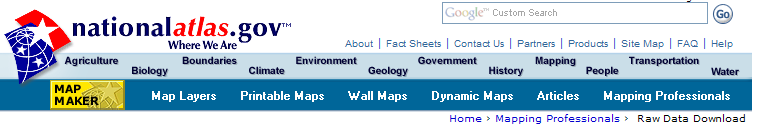 Google™ Custom Search Go
nationalatlas.gov™
Where We Are
About | Fact Sheets | Contact Us | Partners | Products | Site Map | FAQ | Help
Agriculture Boundaries Environment Government Mapping Transportation
Biology Climate Geology History People Water
MAP MAKER
Map Layers Printable Maps Wall Maps Dynamic Maps Articles Mapping Professionals
Home > Mapping Professionals > Raw Data Download